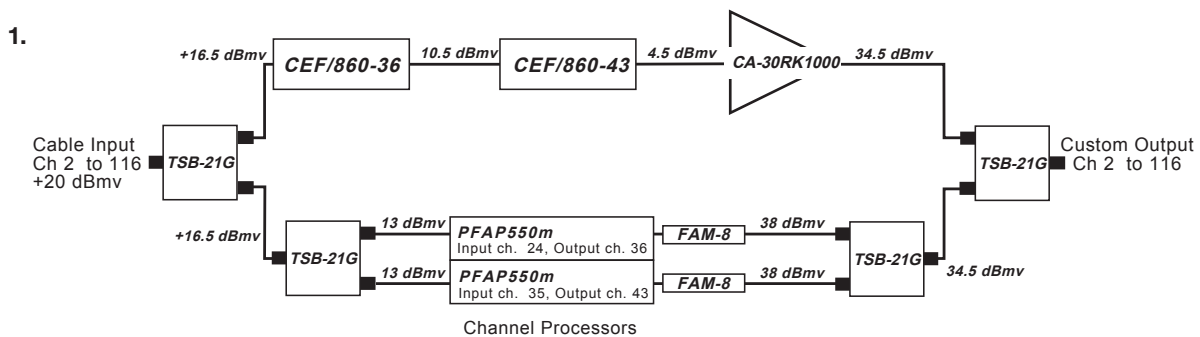 1.
+16.5 dBmv
CEF/860-36
10.5 dBmv
CEF/860-43
4.5 dBmv
CA-30RK1000
34.5 dBmv
Cable Input
Ch 2 to 116
+20 dBmv
TSB-21G
TSB-21G
Custom Output
Ch 2 to 116
+16.5 dBmv
TSB-21G
13 dBmv
PFAP550m
Input ch. 24, Output ch. 36
FAM-8
38 dBmv
13 dBmv
PFAP550m
Input ch. 35, Output ch. 43
FAM-8
38 dBmv
TSB-21G
34.5 dBmv
Channel Processors